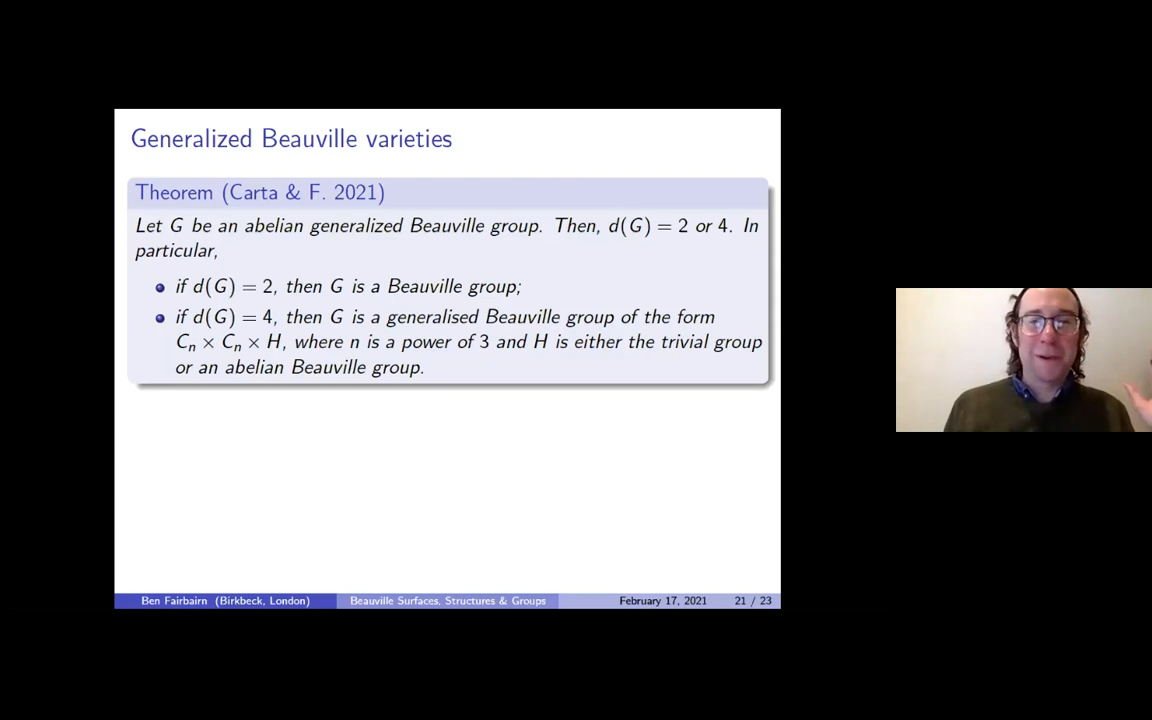 Generalized Beauville varieties
Theorem (Carta & F. 2021)
Let G be an abelian generalized Beauville group. Then, d(G) = 2 or 4. In
particular,
if d(G) = 2, then G is a Beauville group;
if d(G) = 4, then G is a generalised Beauville group of the form
Cₙ × Cₙ × H, where n is a power of 3 and H is either the trivial group
or an abelian Beauville group.
Ben Fairbairn (Birkbeck, London) Beauville Surfaces, Structures & Groups February 17, 2021 21 / 23